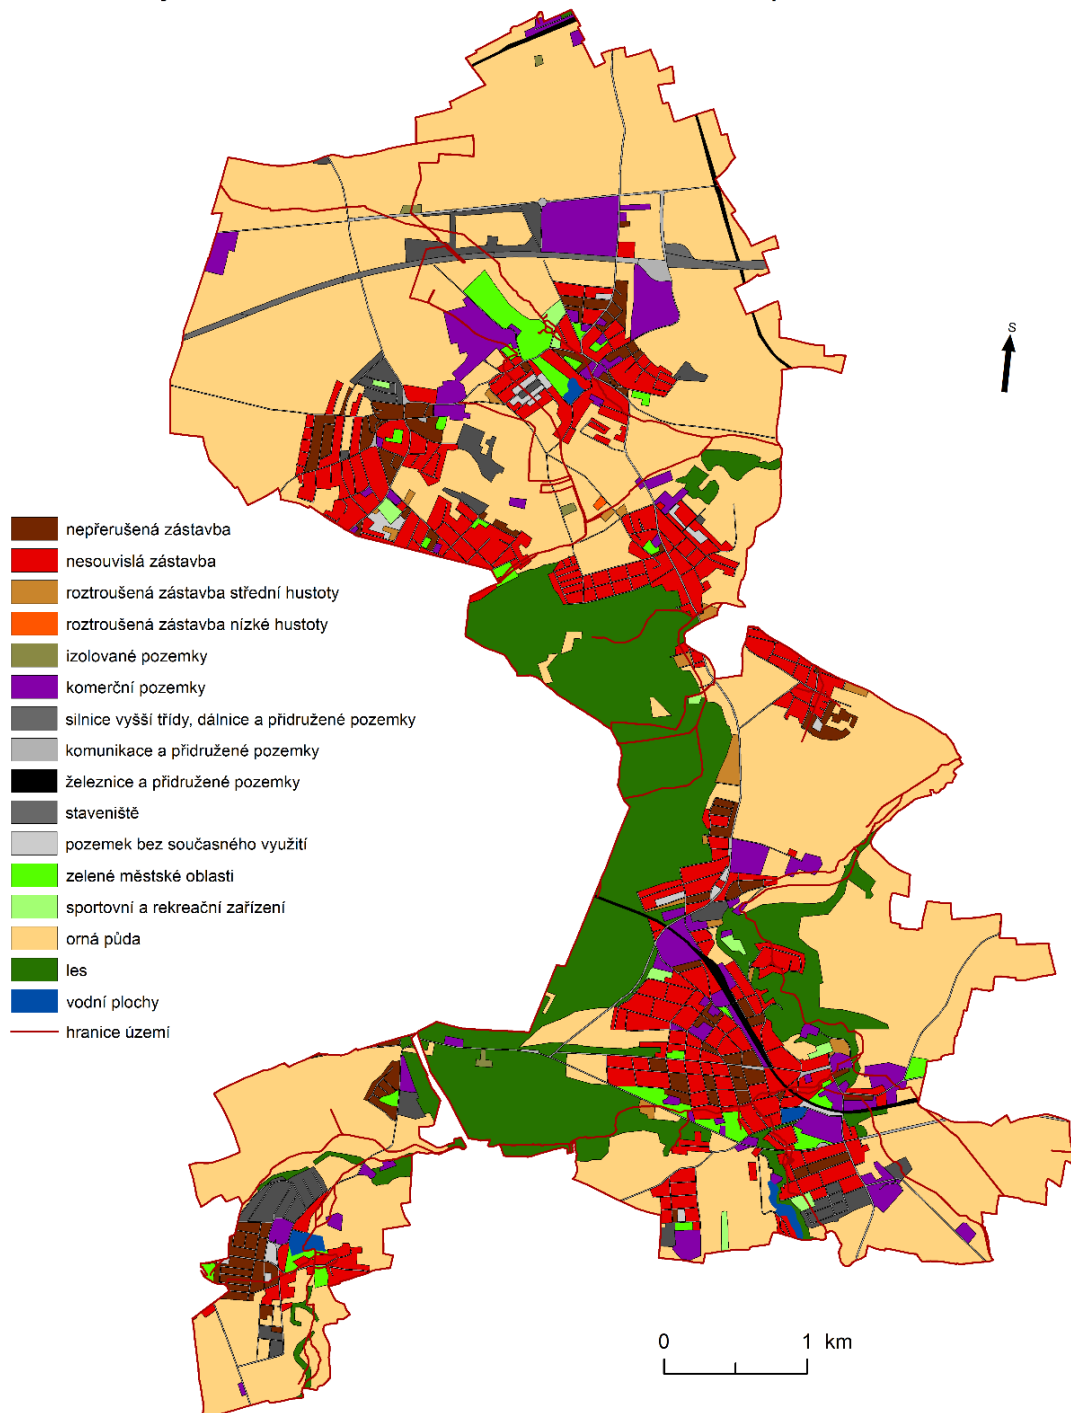 S
nepřerušená zástavba
nesouvislá zástavba
roztroušená zástavba střední hustoty
roztroušená zástavba nízké hustoty
izolované pozemky
komerční pozemky
silnice vyšší třídy, dálnice a přidružené pozemky
komunikace a přidružené pozemky
železnice a přidružené pozemky
staveniště
pozemek bez současného využití
zelené městské oblasti
sportovní a rekreační zařízení
orná půda
les
vodní plochy
hranice území
0 1 km